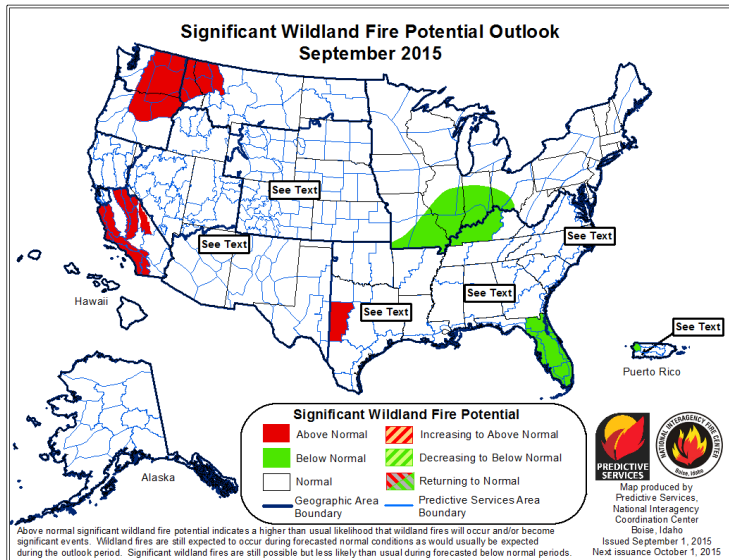 Significant Wildland Fire Potential Outlook
September 2015
See Text
See Text
See Text
See Text
See Text
See Text
Hawaii
Puerto Rico
Alaska
Significant Wildland Fire Potential
Above Normal
Increasing to Above Normal
Below Normal
Decreasing to Below Normal
Normal
Returning to Normal
Geographic Area
Boundary
Predictive Services Area
Boundary
PREDICTIVE
SERVICES
NATIONAL INTERAGENCY FIRE CENTER
Boise, Idaho
Map produced by
Predictive Services,
National Interagency
Coordination Center
Boise, Idaho
Issued September 1, 2015
Next issuance October 1, 2015
Above normal significant wildland fire potential indicates a higher than usual likelihood that wildland fires will occur and/or become
significant events. Wildland fires are still expected to occur during forecasted normal conditions as would usually be expected
during the outlook period. Significant wildland fires are still possible but less likely than usual during forecasted below normal periods.